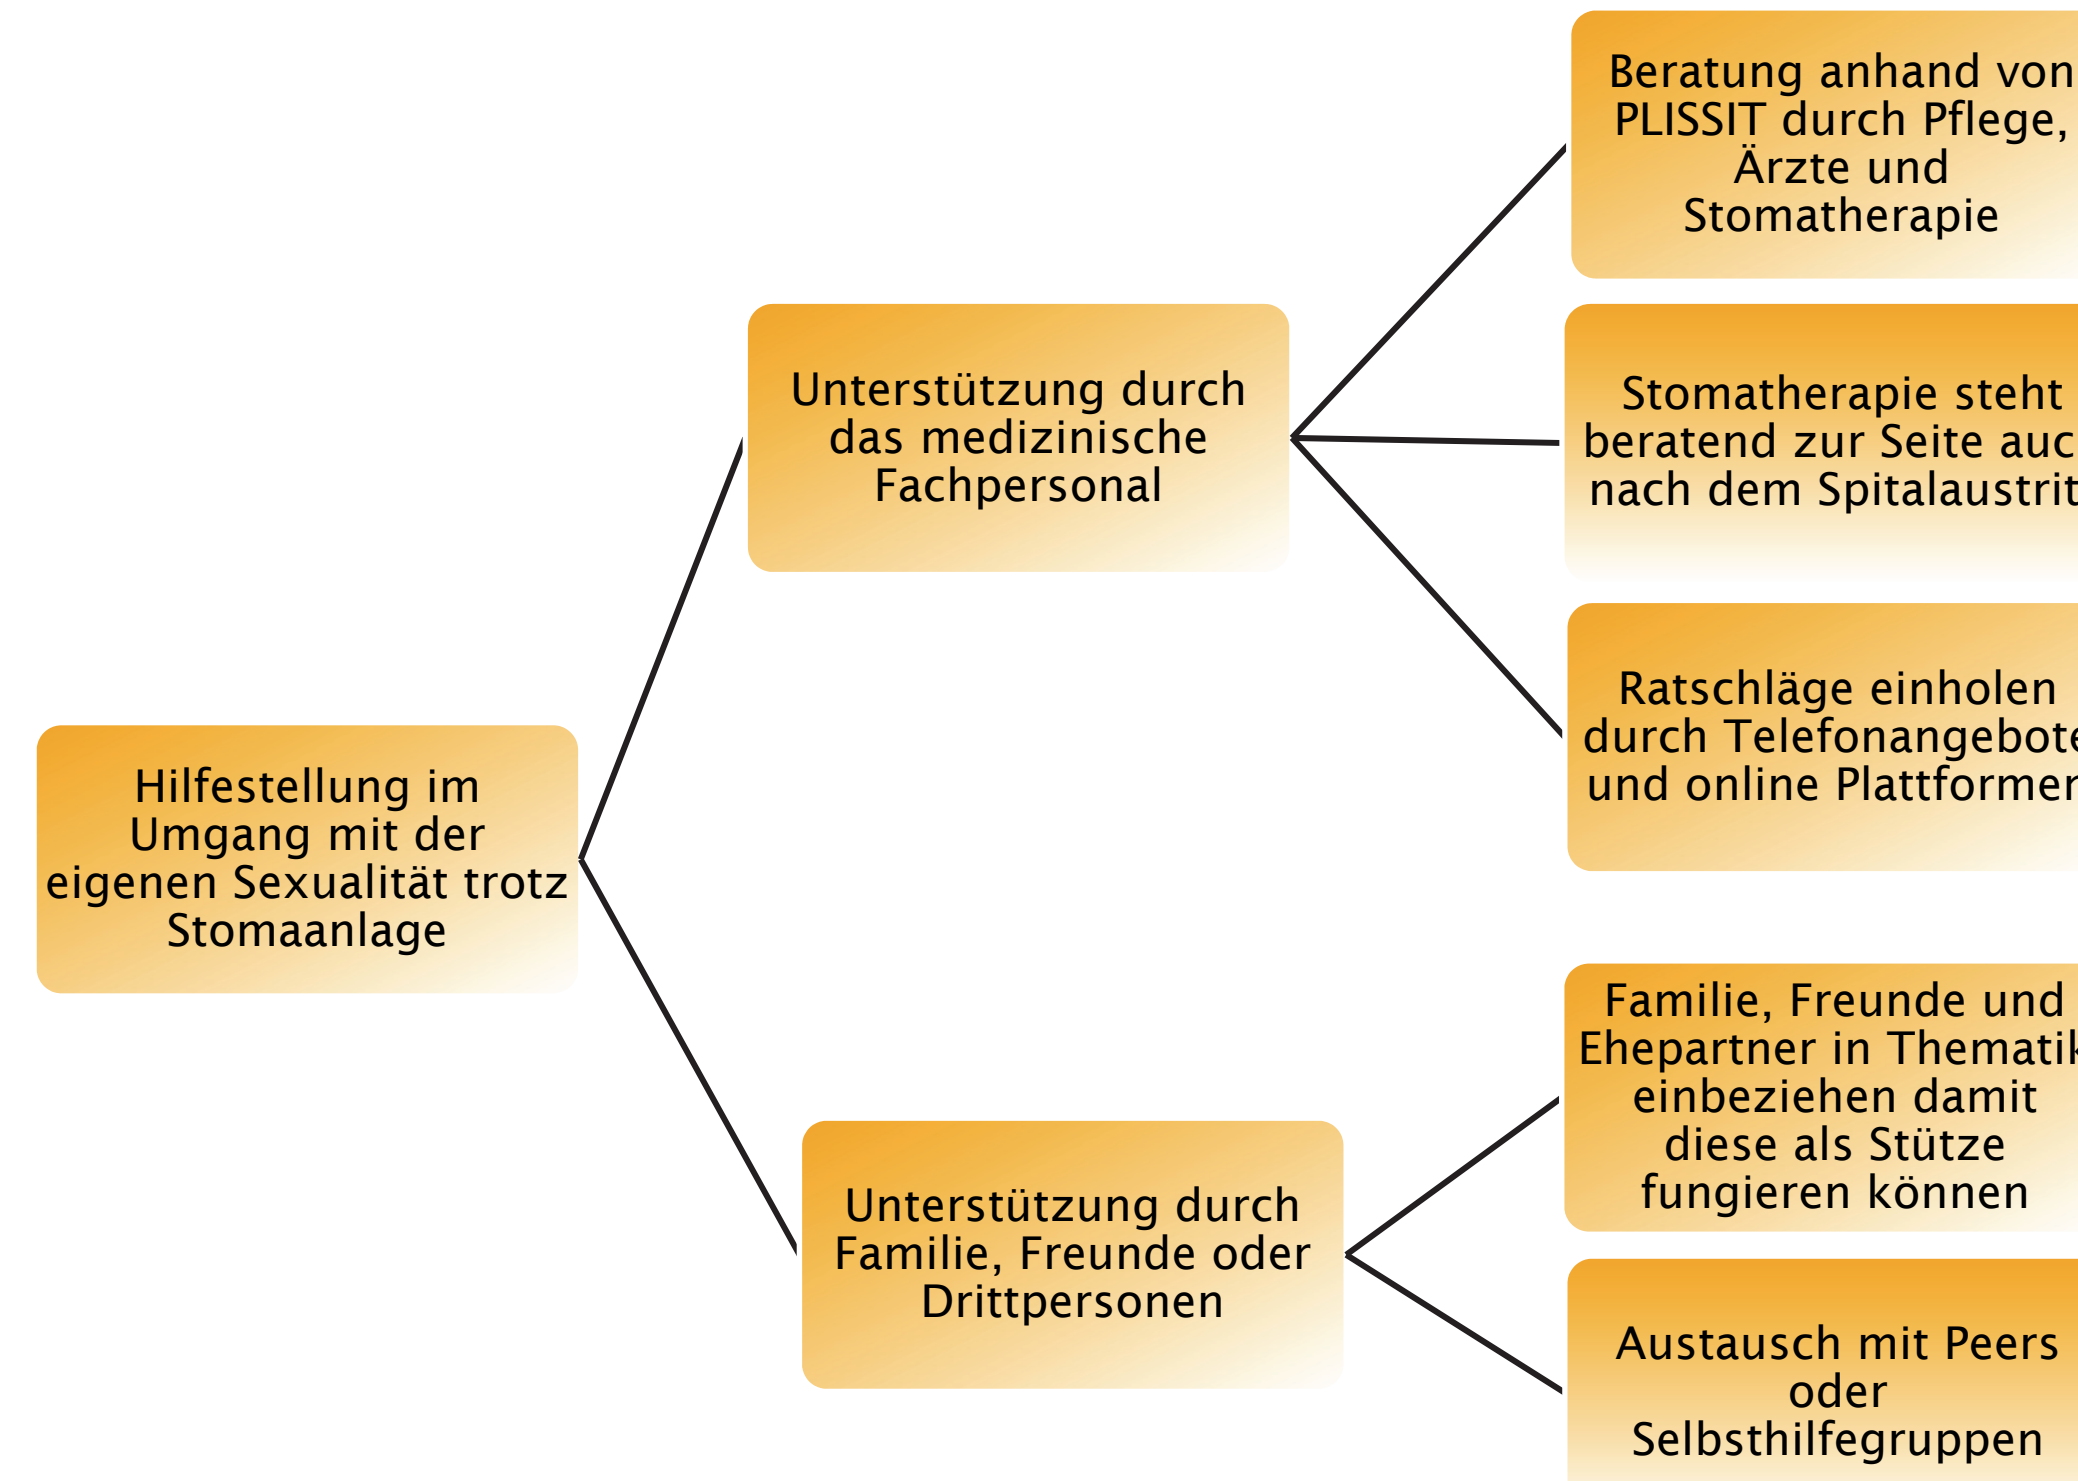 Beratung anhand von
PLISSIT durch Pflege,
Ärzte und
Stomatherapie
Unterstützung durch
das medizinische
Fachpersonal
Stomatherapie steht
beratend zur Seite auch
nach dem Spitalaustritt
Ratschläge einholen
durch Telefonangebote
und online Plattformen
Hilfestellung im
Umgang mit der
eigenen Sexualität trotz
Stomaanlage
Familie, Freunde und
Ehepartner in Thematik
einbeziehen damit
diese als Stütze
fungieren können
Unterstützung durch
Familie, Freunde oder
Drittpersonen
Austausch mit Peers
oder
Selbsthilfegruppen